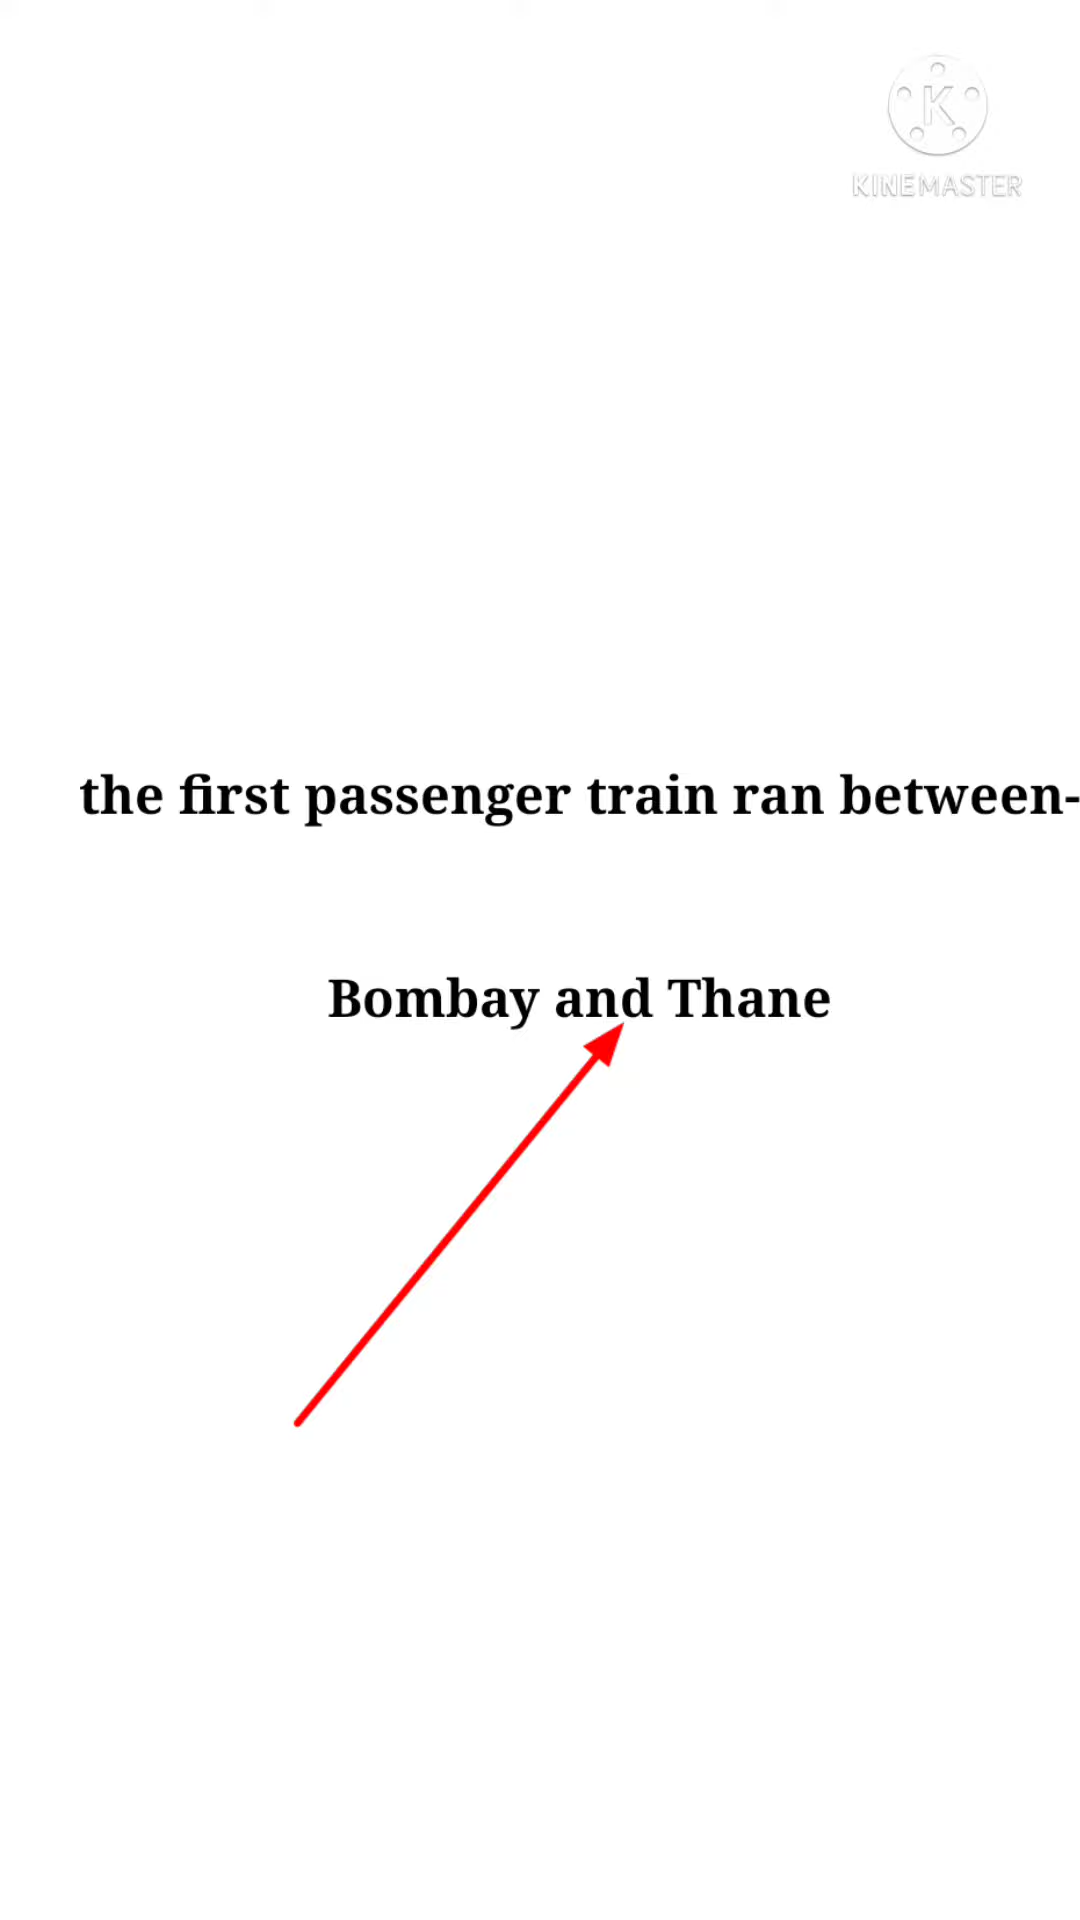 K
KINEMASTER
the first passenger train ran between-
Bombay and Thane